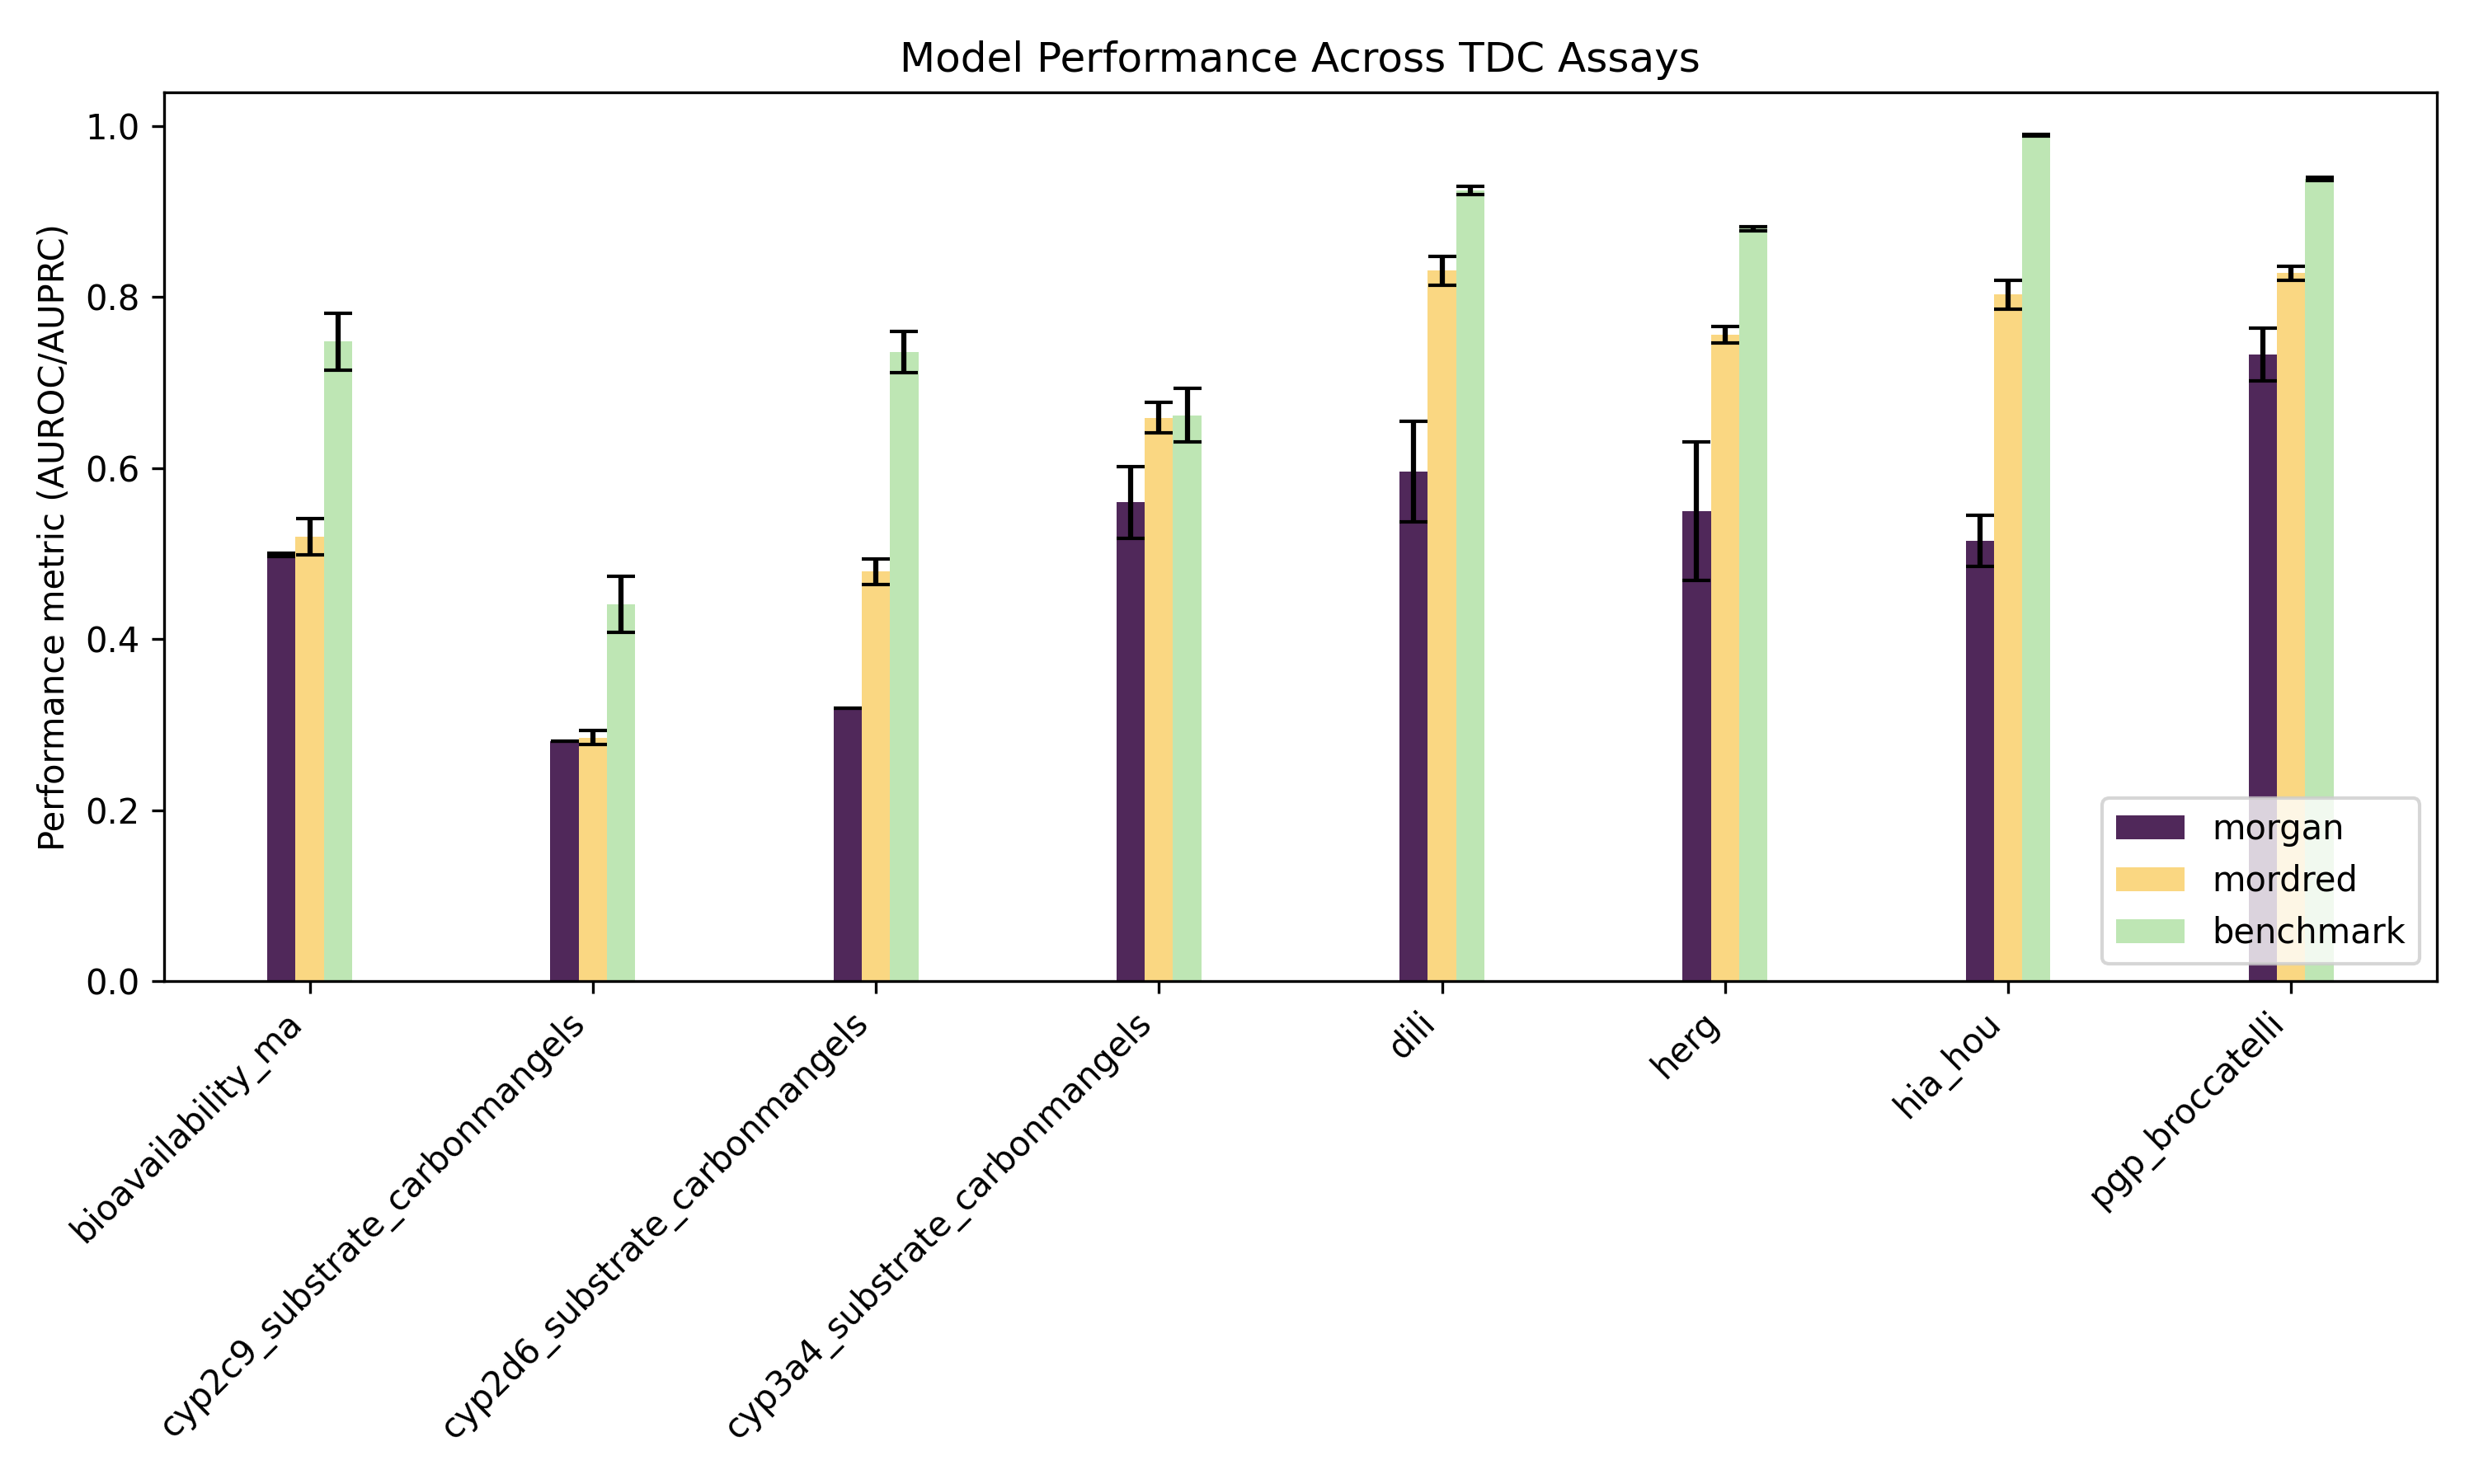 Model Performance Across TDC Assays
Performance metric (AUROC/AUPRC)
1.0
0.8
0.6
0.4
0.2
0.0
morgan
mordred
benchmark
bioavailability_ma
cyp2c9_substrate_carbonmangels
cyp2d6_substrate_carbonmangels
cyp3a4_substrate_carbonmangels
dili
herg
hia_hou
pgp_broccatelli